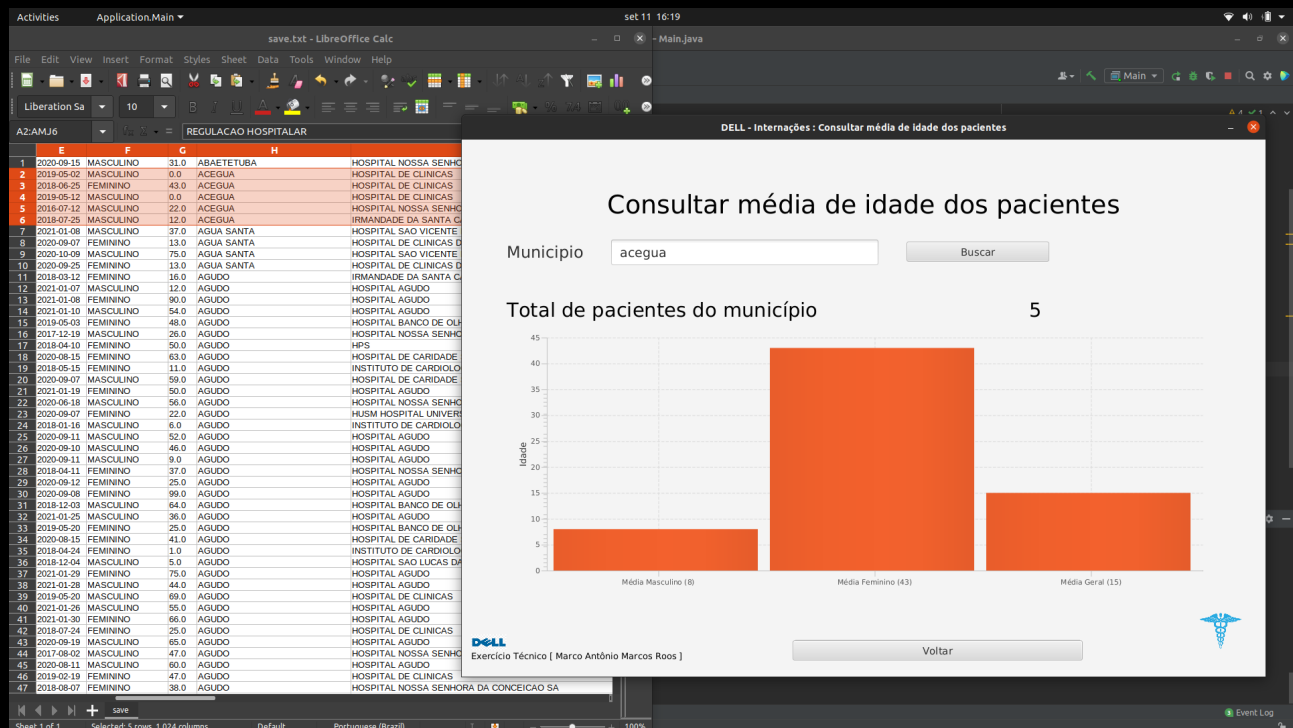 Activities Application.Main set 11 16:19
save.txt - LibreOffice Calc
- Main.java
File Edit View Insert Format Styles Sheet Data Tools Window Help
Main
Liberation Sa 10
A2:AMJ6 REGULACAO HOSPITALAR
E F G H
1 2020-09-15 MASCULINO 31.0 ABAETETUBA HOSPITAL NOSSA SENHO
2 2019-05-02 MASCULINO 0.0 ACEGUA HOSPITAL DE CLINICAS
3 2018-06-25 FEMININO 43.0 ACEGUA HOSPITAL DE CLINICAS
4 2019-05-12 MASCULINO 0.0 ACEGUA HOSPITAL DE CLINICAS
5 2016-07-12 MASCULINO 22.0 ACEGUA HOSPITAL NOSSA SENHO
6 2018-07-25 MASCULINO 12.0 ACEGUA IRMANDADE DA SANTA CA
7 2021-01-08 MASCULINO 37.0 AGUA SANTA HOSPITAL SAO VICENTE
8 2020-09-07 FEMININO 13.0 AGUA SANTA HOSPITAL DE CLINICAS D
9 2020-10-09 MASCULINO 75.0 AGUA SANTA HOSPITAL SAO VICENTE
10 2020-09-25 FEMININO 13.0 AGUA SANTA HOSPITAL DE CLINICAS D
11 2018-03-12 FEMININO 16.0 AGUDO IRMANDADE DA SANTA CA
12 2021-01-07 MASCULINO 12.0 AGUDO HOSPITAL AGUDO
13 2021-01-08 FEMININO 90.0 AGUDO HOSPITAL AGUDO
14 2021-01-10 MASCULINO 54.0 AGUDO HOSPITAL AGUDO
15 2019-05-03 FEMININO 48.0 AGUDO HOSPITAL BANCO DE OLH
16 2017-12-19 MASCULINO 26.0 AGUDO HOSPITAL NOSSA SENHO
17 2018-04-10 FEMININO 50.0 AGUDO HPS
18 2020-08-15 FEMININO 63.0 AGUDO HOSPITAL DE CARIDADE
19 2018-05-15 FEMININO 11.0 AGUDO INSTITUTO DE CARDIOLO
20 2020-09-07 MASCULINO 59.0 AGUDO HOSPITAL DE CARIDADE
21 2021-01-19 FEMININO 50.0 AGUDO HOSPITAL AGUDO
22 2020-06-18 MASCULINO 56.0 AGUDO HOSPITAL NOSSA SENHO
23 2020-09-07 FEMININO 22.0 AGUDO HUSM HOSPITAL UNIVERS
24 2018-01-16 MASCULINO 6.0 AGUDO INSTITUTO DE CARDIOLO
25 2020-09-11 MASCULINO 52.0 AGUDO HOSPITAL AGUDO
26 2020-09-10 MASCULINO 46.0 AGUDO HOSPITAL AGUDO
27 2020-09-11 MASCULINO 9.0 AGUDO HOSPITAL AGUDO
28 2018-04-11 FEMININO 37.0 AGUDO HOSPITAL NOSSA SENHO
29 2020-09-12 FEMININO 25.0 AGUDO HOSPITAL AGUDO
30 2020-09-08 FEMININO 99.0 AGUDO HOSPITAL AGUDO
31 2018-12-03 MASCULINO 64.0 AGUDO HOSPITAL BANCO DE OLH
32 2021-01-25 MASCULINO 36.0 AGUDO HOSPITAL AGUDO
33 2019-05-20 FEMININO 25.0 AGUDO HOSPITAL BANCO DE OLH
34 2020-08-15 FEMININO 41.0 AGUDO HOSPITAL DE CARIDADE
35 2018-04-24 FEMININO 1.0 AGUDO INSTITUTO DE CARDIOLO
36 2018-12-04 MASCULINO 5.0 AGUDO HOSPITAL SAO LUCAS DA
37 2021-01-29 FEMININO 75.0 AGUDO HOSPITAL AGUDO
38 2021-01-28 MASCULINO 44.0 AGUDO HOSPITAL AGUDO
39 2019-05-20 MASCULINO 69.0 AGUDO HOSPITAL DE CLINICAS
40 2021-01-26 MASCULINO 55.0 AGUDO HOSPITAL AGUDO
41 2021-01-30 FEMININO 66.0 AGUDO HOSPITAL AGUDO
42 2018-07-24 FEMININO 25.0 AGUDO HOSPITAL DE CLINICAS
43 2020-09-19 MASCULINO 65.0 AGUDO HOSPITAL AGUDO
44 2017-08-02 MASCULINO 47.0 AGUDO HOSPITAL NOSSA SENHO
45 2020-08-11 MASCULINO 60.0 AGUDO HOSPITAL AGUDO
46 2019-02-19 FEMININO 47.0 AGUDO HOSPITAL DE CLINICAS
47 2018-08-07 FEMININO 38.0 AGUDO HOSPITAL NOSSA SENHORA DA CONCEICAO SA
save
Sheet 1 of 1 Selected: 5 rows, 1,024 columns Default Portuguese (Brazil) 100%
DELL - Internações : Consultar média de idade dos pacientes
Consultar média de idade dos pacientes
Municipio acegua Buscar
Total de pacientes do município 5
45
40
35
30
25
20
15
10
5
0
Idade
Média Masculino (8) Média Feminino (43) Média Geral (15)
DELL
Exercício Técnico [ Marco Antônio Marcos Roos ]
Voltar
Event Log